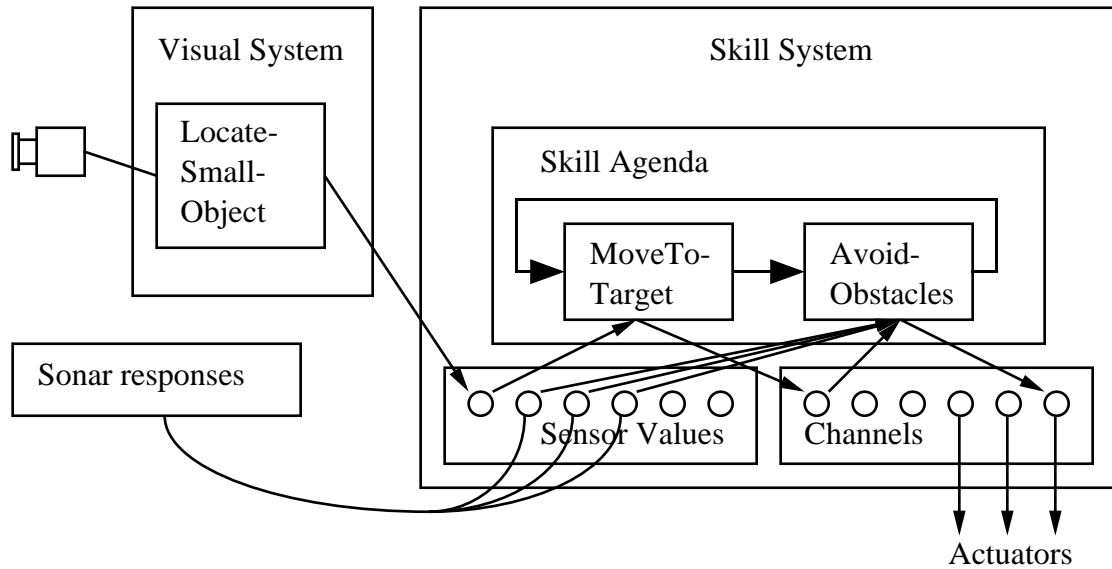 Visual System
Locate-
Small-
Object
Skill System
Skill Agenda
MoveTo-
Target
Avoid-
Obstacles
Sonar responses
Sensor Values
Channels
Actuators